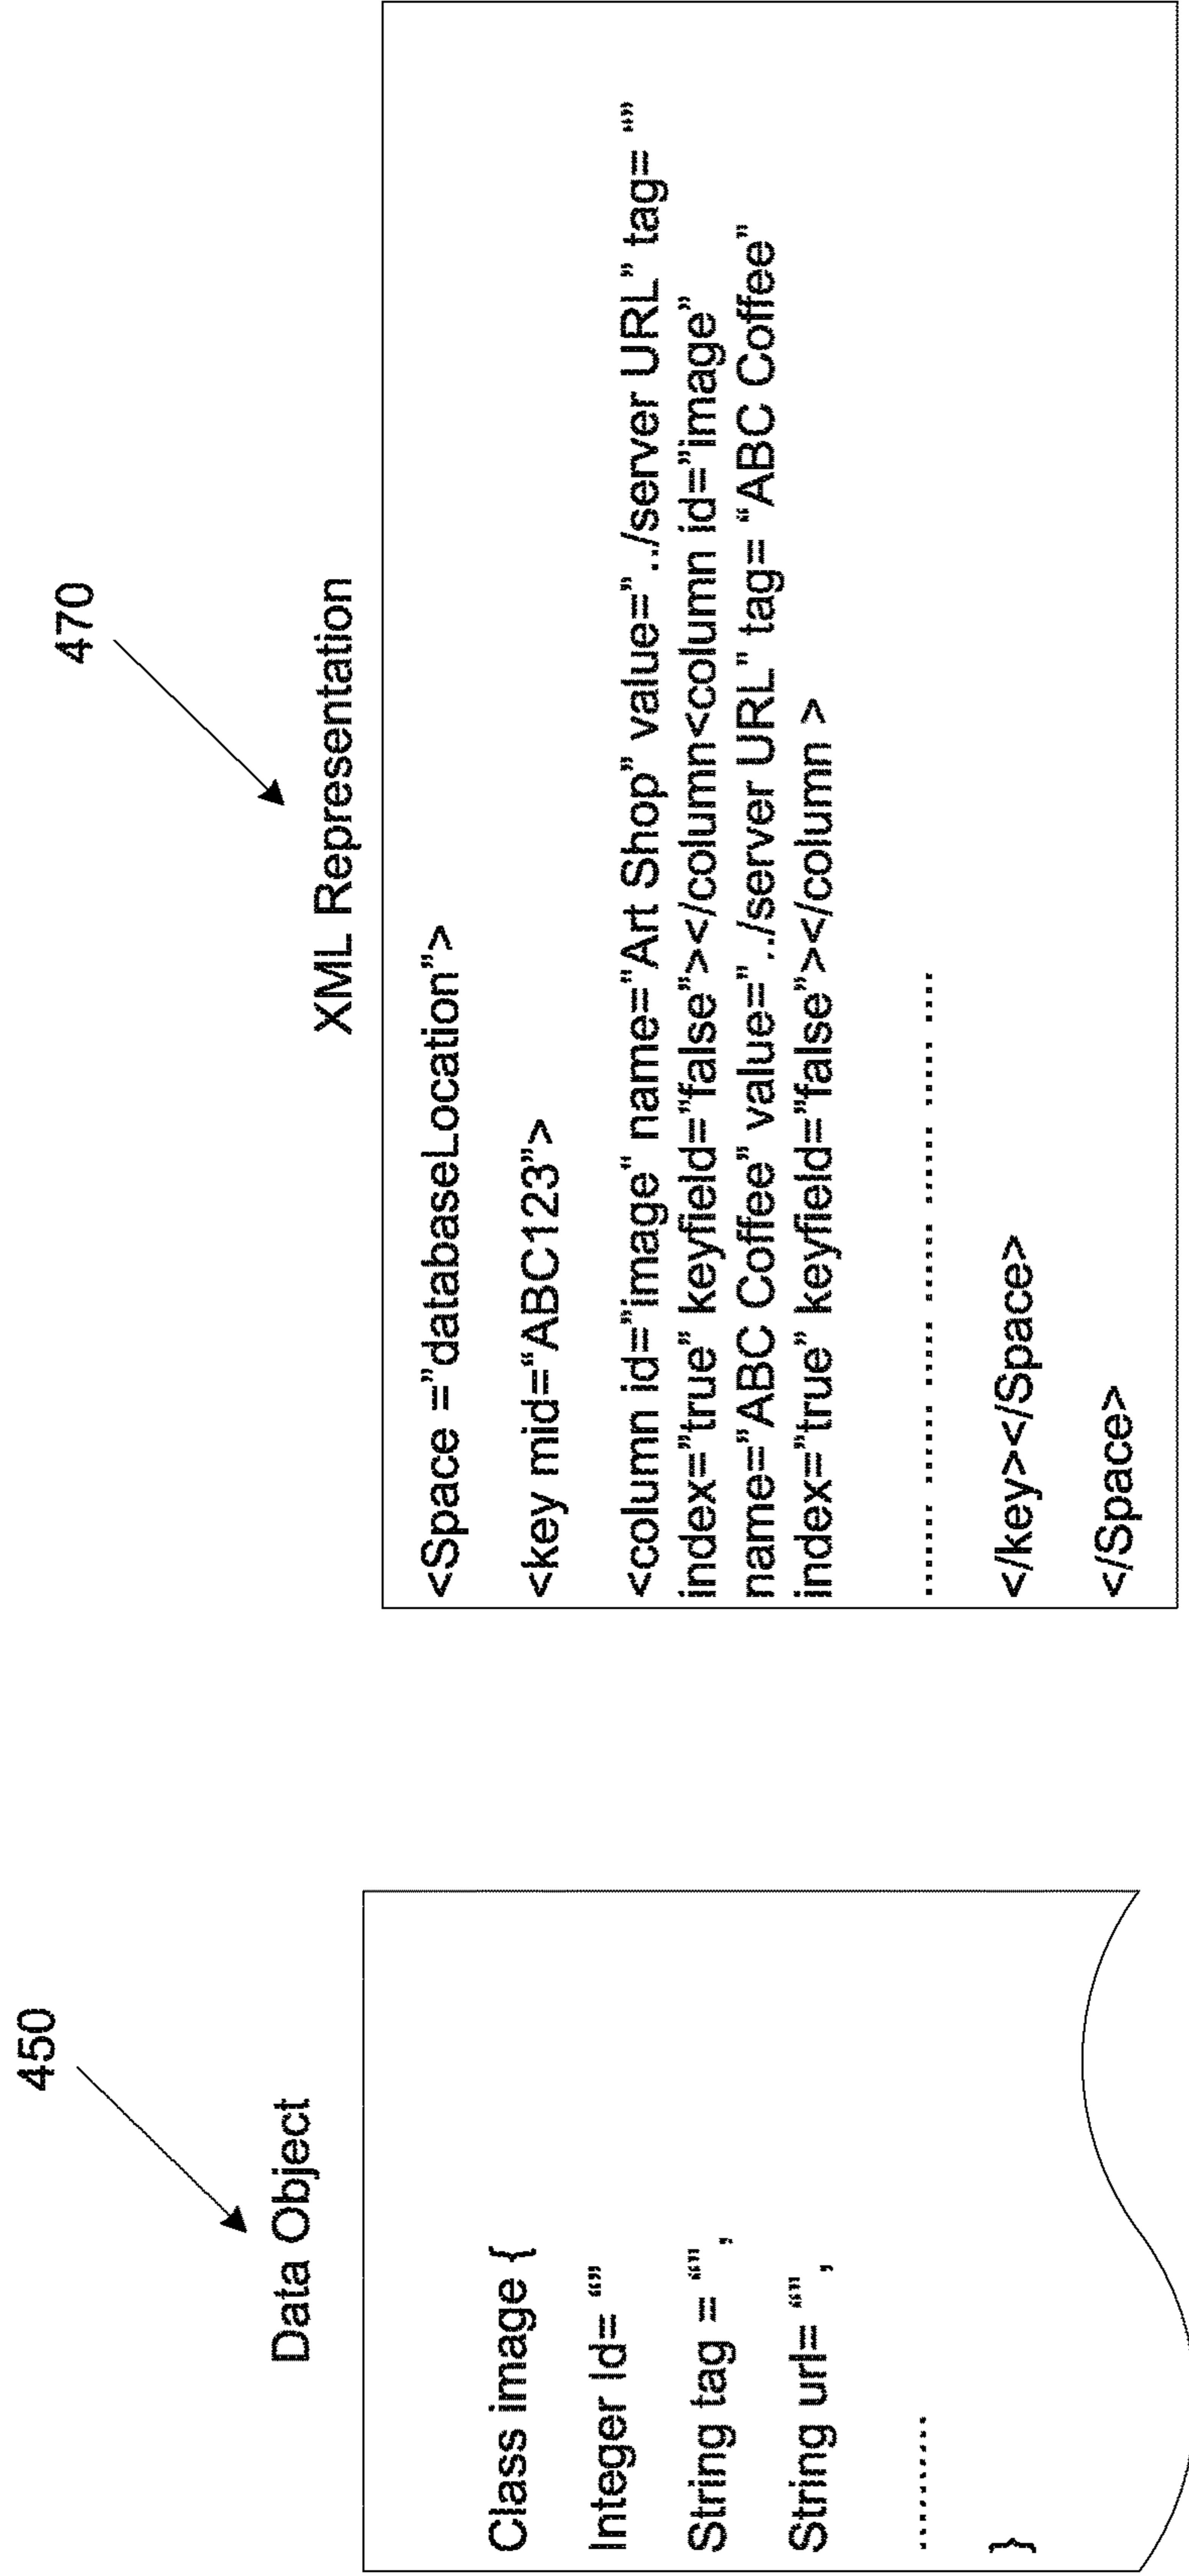 450
Data Object
Class image {
Integer Id= “”
String tag = “” ,
String url= “” ,
.........
}
470
XML Representation
<Space =”databaseLocation”>
<key mid=“ABC123”>
<column id=”image" name=”Art Shop” value=”../server URL” tag= “”
index=”true” keyfield=”false”></column<column id=”image”
name=”ABC Coffee” value=”../server URL” tag= “ABC Coffee”
index=”true” keyfield=”false”></column >
...... ...... ...... ...... ...... ...... ....
</key></Space>
</Space>